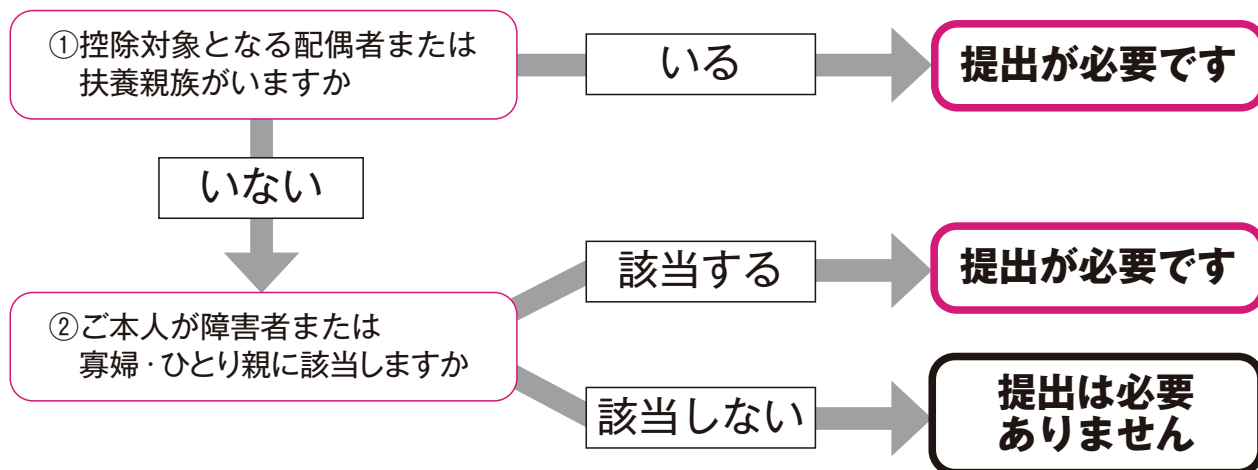 ①控除対象となる配偶者または
扶養親族がいますか
いる
提出が必要です
いない
②ご本人が障害者または
寡婦・ひとり親に該当しますか
該当する
提出が必要です
該当しない
提出は必要
ありません